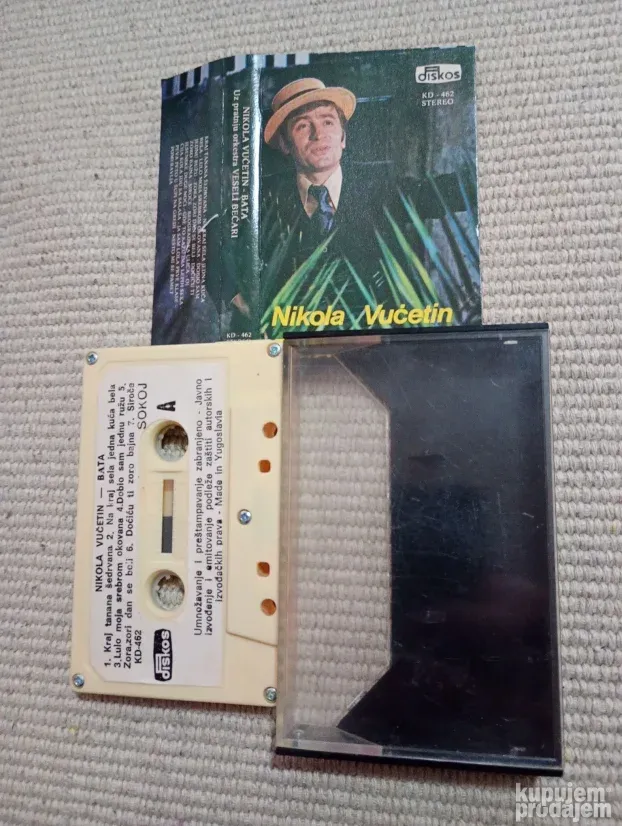 diskos
KD - 462
STEREO
Nikola Vučetin
NIKOLA VUČETIN - BATA
Uz pratnju orkestra VESELI BEĆARI
KD - 462
NIKOLA VUČETIN — BATA
1. Kraj tanana šedrvana 2. Na kraj sela jedna kuća bela
3. Lulo moja srebrom okovana 4. Dobio sam jednu ružu 5.
Zora, zori dan se beli 6. Doćiću ti zoro bajna 7. Siroče
KD-462
SOKOJ
A
Umnožavanje i preštampavanje zabranjeno - Javno
izvođenje i emitovanje podleže zaštiti autorskih i
izvođačkih prava - Made in Yugoslavia
diskos
kupujem
prodajem